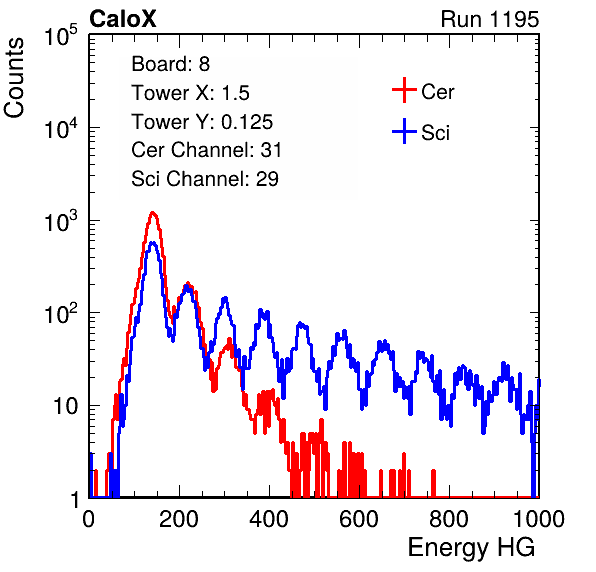 CaloX Run 1195
Counts
10^5
10^4
10^3
10^2
10
1
Board: 8
Tower X: 1.5
Tower Y: 0.125
Cer Channel: 31
Sci Channel: 29
Cer
Sci
0 200 400 600 800 1000
Energy HG